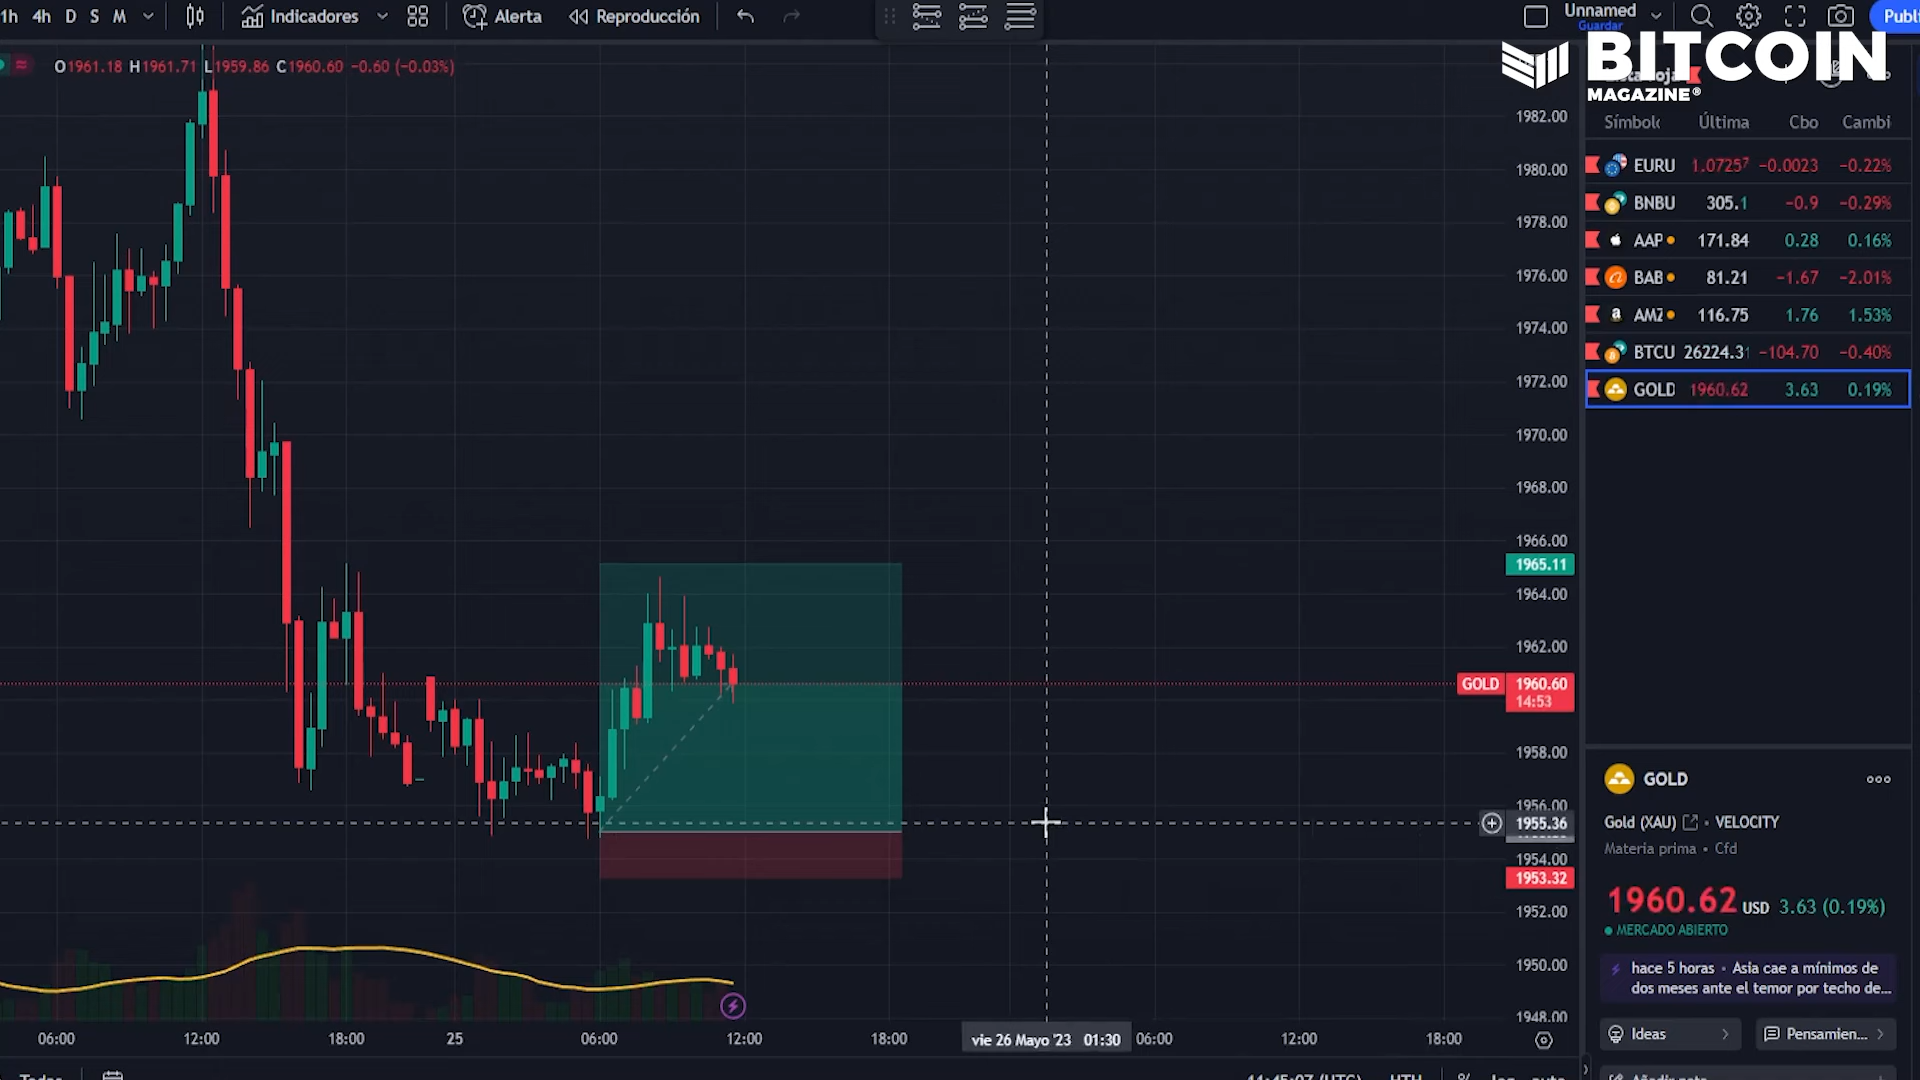 1h 4h D S M Indicadores Alerta Reproducción Unnamed
Guardar
O1961.18 H1961.71 L1959.86 C1960.60 −0.60 (−0.03%)
BITCOIN
MAGAZINE®
Última Cbo Cambi
EURU 1.07257 −0.0023 −0.22%
BNBU 305.1 −0.9 −0.29%
AAP 171.84 0.28 0.16%
BAB 81.21 −1.67 −2.01%
AMZ 116.75 1.76 1.53%
BTCU 26224.31 −104.70 −0.40%
GOLD 1960.62 3.63 0.19%
1982.00
1980.00
1978.00
1976.00
1974.00
1972.00
1970.00
1968.00
1966.00
1965.11
1964.00
1962.00
GOLD 1960.60
14:53
1958.00
1956.00
1955.36
1954.00
1953.32
1952.00
1950.00
1948.00
GOLD
Gold (XAU) • VELOCITY
Materia prima • Cfd
1960.62 USD 3.63 (0.19%)
MERCADO ABIERTO
hace 5 horas • Asia cae a mínimos de
dos meses ante el temor por techo de...
Ideas
Pensamien...
06:00 12:00 18:00 25 06:00 12:00 18:00 vie 26 Mayo '23 01:30 06:00 12:00 18:00